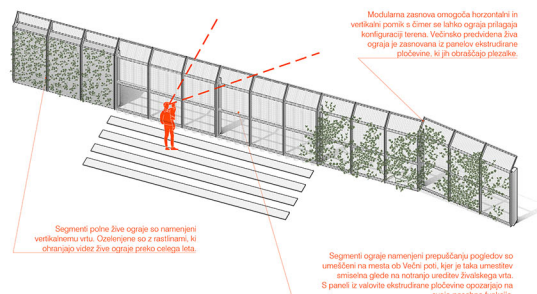 Modularna zasnova omogoča horzontalni in
vertikalni pomik s čimer se lahko ograja prilagaja
konfiguraciji terena. Večinsko predvidena živa
ograja je zasnovana iz panelov ekstrudirane
pločevine, ki jih obraščajo plezalke.
Segmenti polne žive ograje so namenjeni
vertikalnemu vrtu. Ozelenjene so z rastlinami, ki
ohranjajo videz žive ograje preko celega leta.
Segmenti ograje namenjeni prepuščanju pogledov so
umeščeni na mesta ob Večni poti, kjer je taka umestitev
smiselna glede na notranjo ureditev živalskega vrta.
S paneli iz valovite ekstrudirane pločevine opozarjajo na